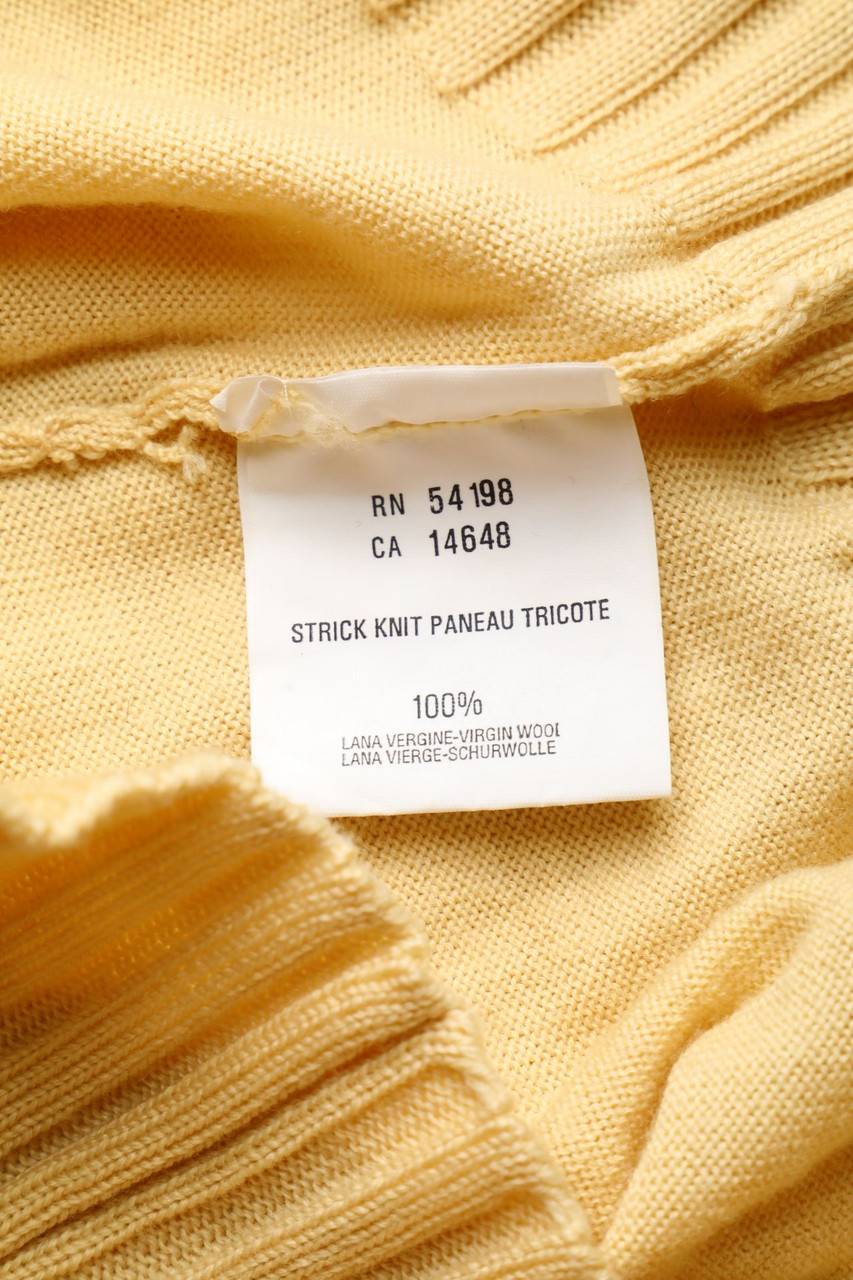 RN 54198
CA 14648
STRICK KNIT PANEAU TRICOTE
100%
LANA VERGINE-VIRGIN WOOL
LANA VIERGE-SCHURWOLLE